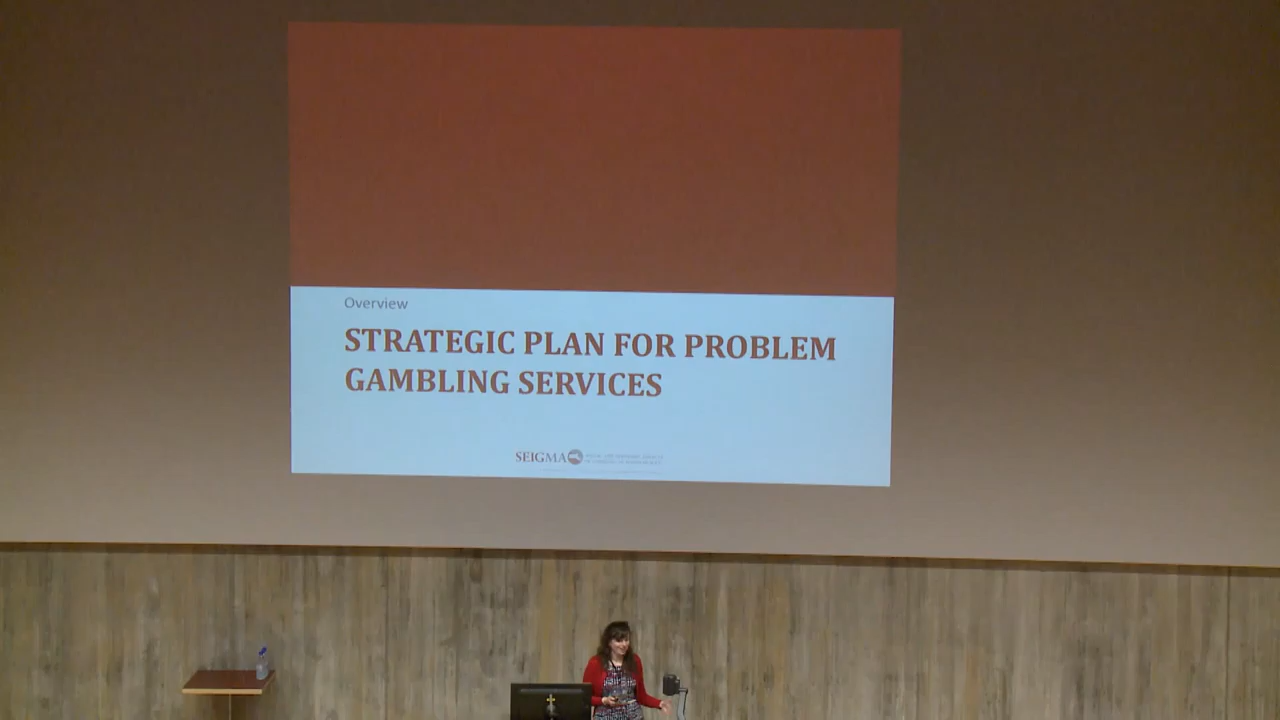 Overview
STRATEGIC PLAN FOR PROBLEM
GAMBLING SERVICES
SEIGMA